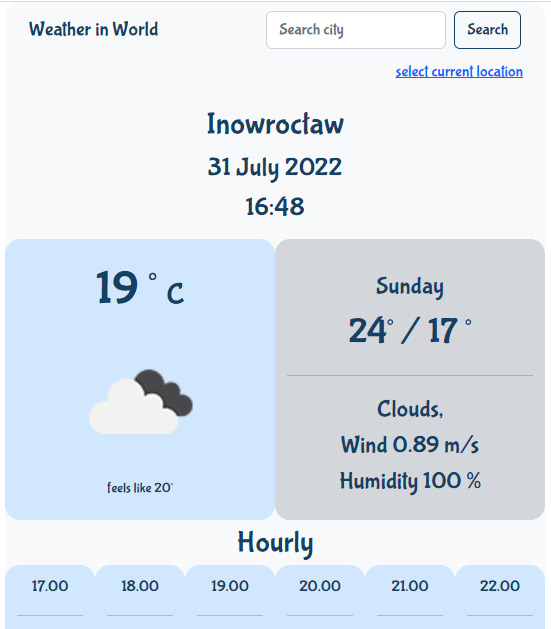 Weather in World
Search city
Search
select current location
Inowrocław
31 July 2022
16:48
19 ° c
feels like 20°
Sunday
24° / 17 °
Clouds,
Wind 0.89 m/s
Humidity 100 %
Hourly
17.00 18.00 19.00 20.00 21.00 22.00